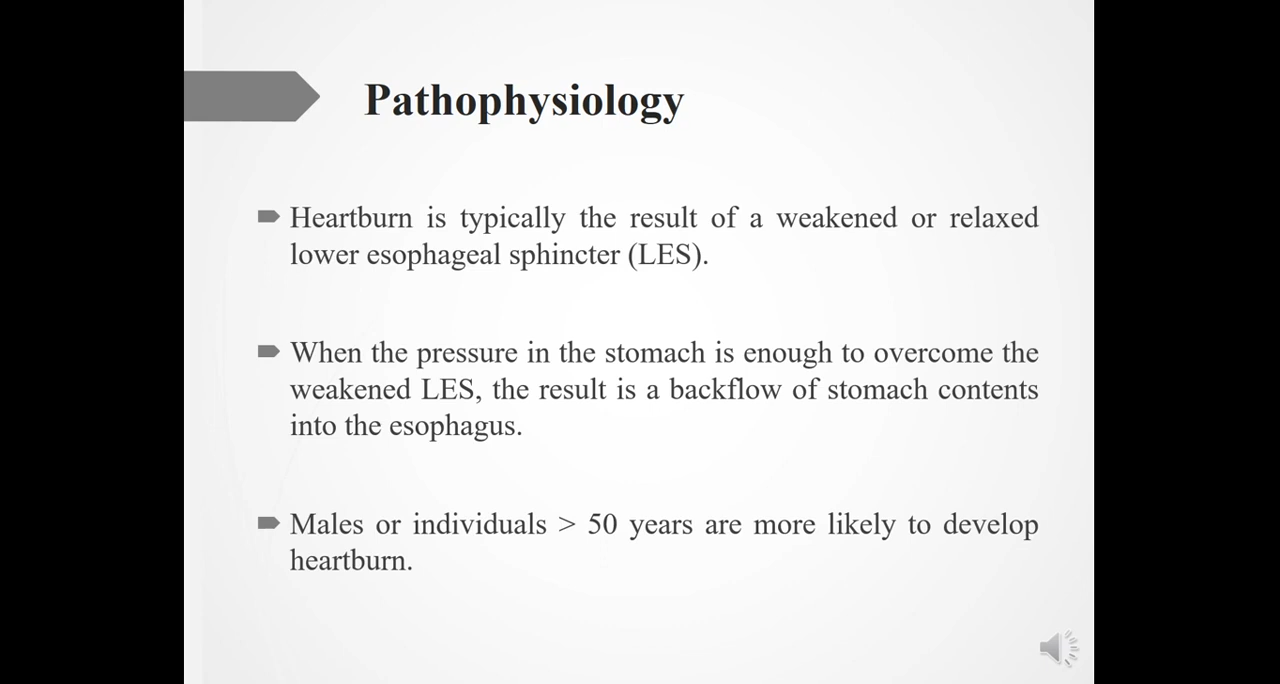 Pathophysiology
Heartburn is typically the result of a weakened or relaxed
lower esophageal sphincter (LES).
When the pressure in the stomach is enough to overcome the
weakened LES, the result is a backflow of stomach contents
into the esophagus.
Males or individuals > 50 years are more likely to develop
heartburn.